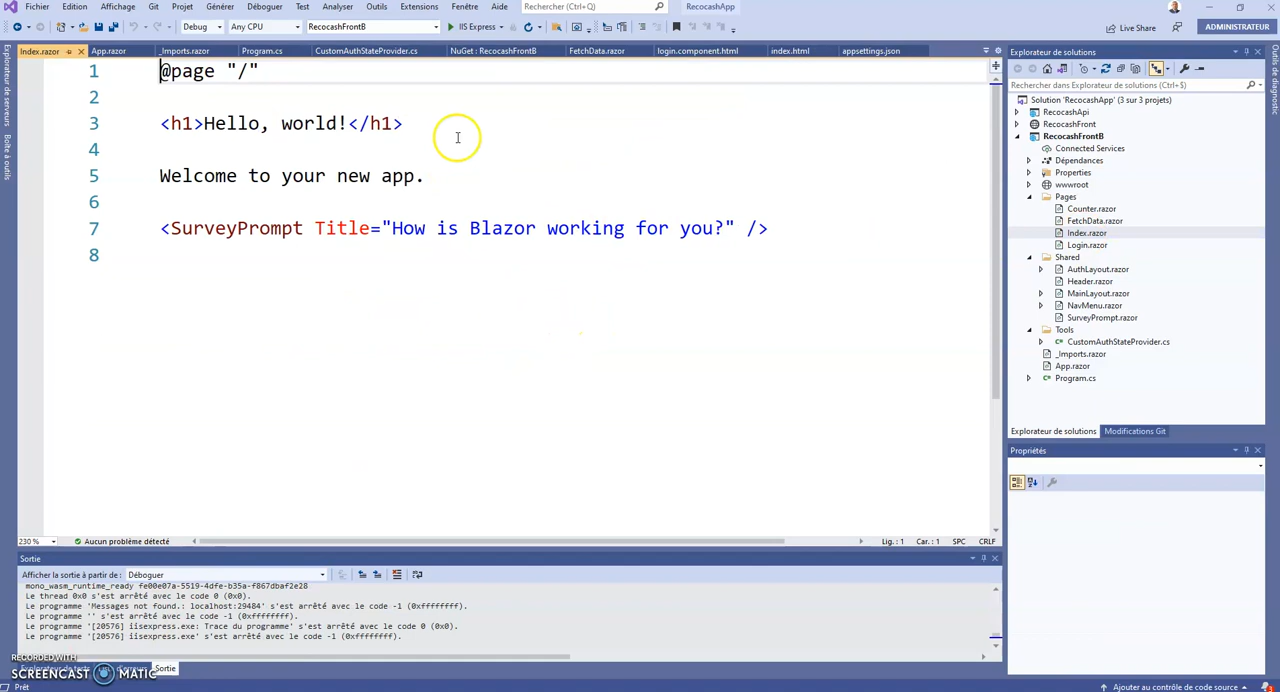 Fichier Edition Affichage Git Projet Générer Déboguer Test Analyser Outils Extensions Fenêtre Aide Rechercher (Ctrl+Q) RecocashApp
Debug Any CPU RecocashFrontB IIS Express Live Share ADMINISTRATEUR
Index.razor App.razor _Imports.razor Program.cs CustomAuthStateProvider.cs NuGet : RecocashFrontB FetchData.razor login.component.html index.html appsettings.json
Explorateur de serveurs
Boîte à outils
1 @page "/"
2
3 <h1>Hello, world!</h1>
4
5 Welcome to your new app.
6
7 <SurveyPrompt Title="How is Blazor working for you?" />
8
230 % Aucun problème détecté Lig. : 1 Car. : 1 SPC CRLF
Explorateur de solutions
Rechercher dans Explorateur de solutions (Ctrl+$)
Solution 'RecocashApp' (3 sur 3 projets)
RecocashApi
RecocashFront
RecocashFrontB
Connected Services
Dépendances
Properties
wwwroot
Pages
Counter.razor
FetchData.razor
Index.razor
Login.razor
Shared
AuthLayout.razor
Header.razor
MainLayout.razor
NavMenu.razor
SurveyPrompt.razor
Tools
CustomAuthStateProvider.cs
_Imports.razor
App.razor
Program.cs
Explorateur de solutions Modifications Git
Propriétés
Outils de diagnostic
Sortie
Afficher la sortie à partir de : Déboguer
mono_wasm_runtime_ready fe00e07a-5519-4dfe-b35a-f867dbaf2e28
Le thread 0x0 s'est arrêté avec le code 0 (0x0).
Le programme 'Messages not found.: localhost:29484' s'est arrêté avec le code -1 (0xffffffff).
Le programme '' s'est arrêté avec le code -1 (0xffffffff).
Le programme '[20576] iisexpress.exe: Trace du programme' s'est arrêté avec le code 0 (0x0).
Le programme '[20576] iisexpress.exe' s'est arrêté avec le code -1 (0xffffffff).
RECORDED WITH
SCREENCAST MATIC
Sortie
Prêt Ajouter au contrôle de code source